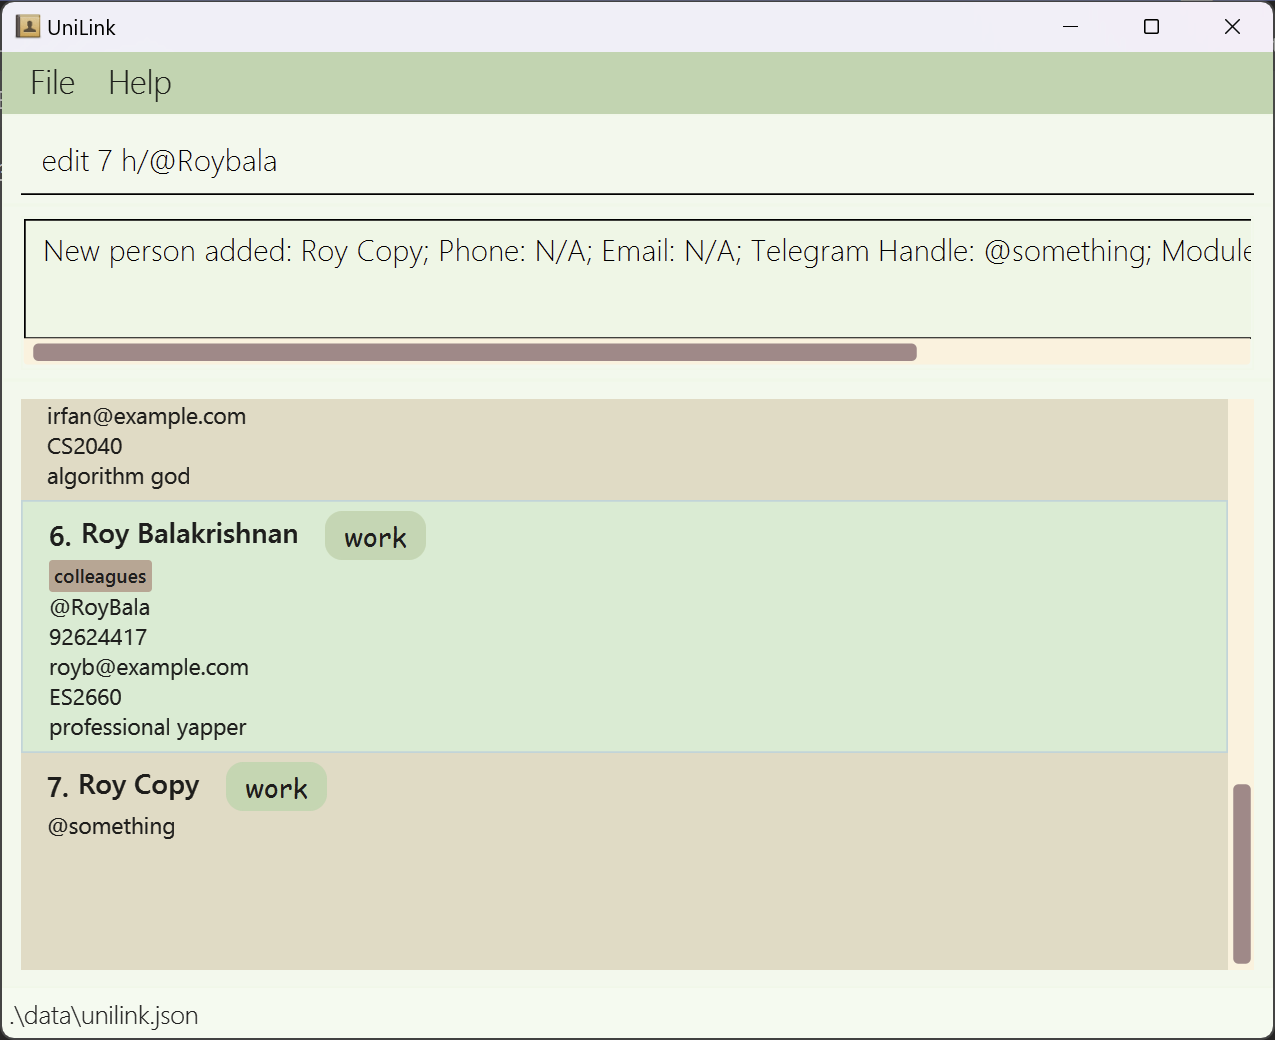 UniLink
File Help
edit 7 h/@Roybala
New person added: Roy Copy; Phone: N/A; Email: N/A; Telegram Handle: @something; Module
irfan@example.com
CS2040
algorithm god
6. Roy Balakrishnan work
colleagues
@RoyBala
92624417
royb@example.com
ES2660
professional yapper
7. Roy Copy work
@something
.\data\unilink.json